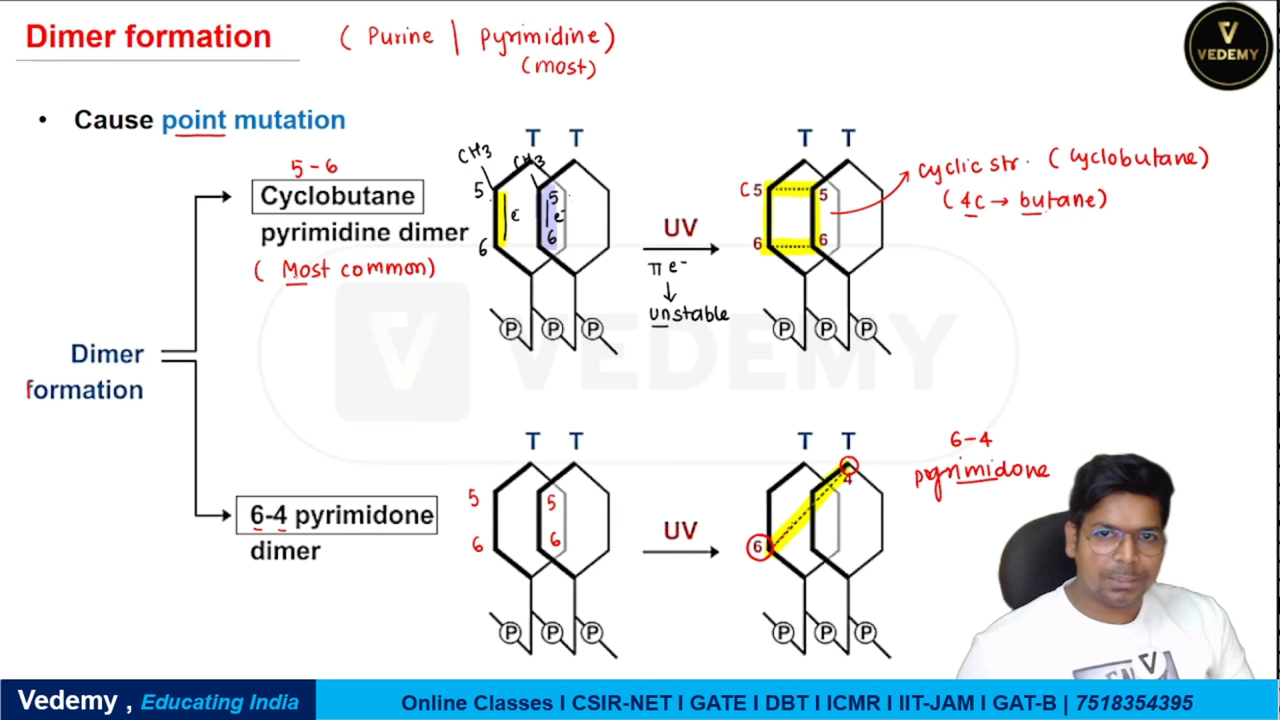 Dimer formation ( Purine | Pyrimidine)
(most)
VEDEMY
• Cause point mutation
5-6
Cyclobutane
pyrimidine dimer
( Most common)
T T
CH3 CH3
5 5
e e-
6 6
P P P
UV
π e-
↓
unstable
T T
C5 5
6 6
P P P
cyclic str. ( cyclobutane)
( 4C → butane)
VEDEMY
Dimer
formation
6-4 pyrimidone
dimer
T T
5 5
6 6
P P P
UV
T T
4
6
P P P
6-4
pyrimidone
Vedemy , Educating India
Online Classes I CSIR-NET I GATE I DBT I ICMR I IIT-JAM I GAT-B | 7518354395